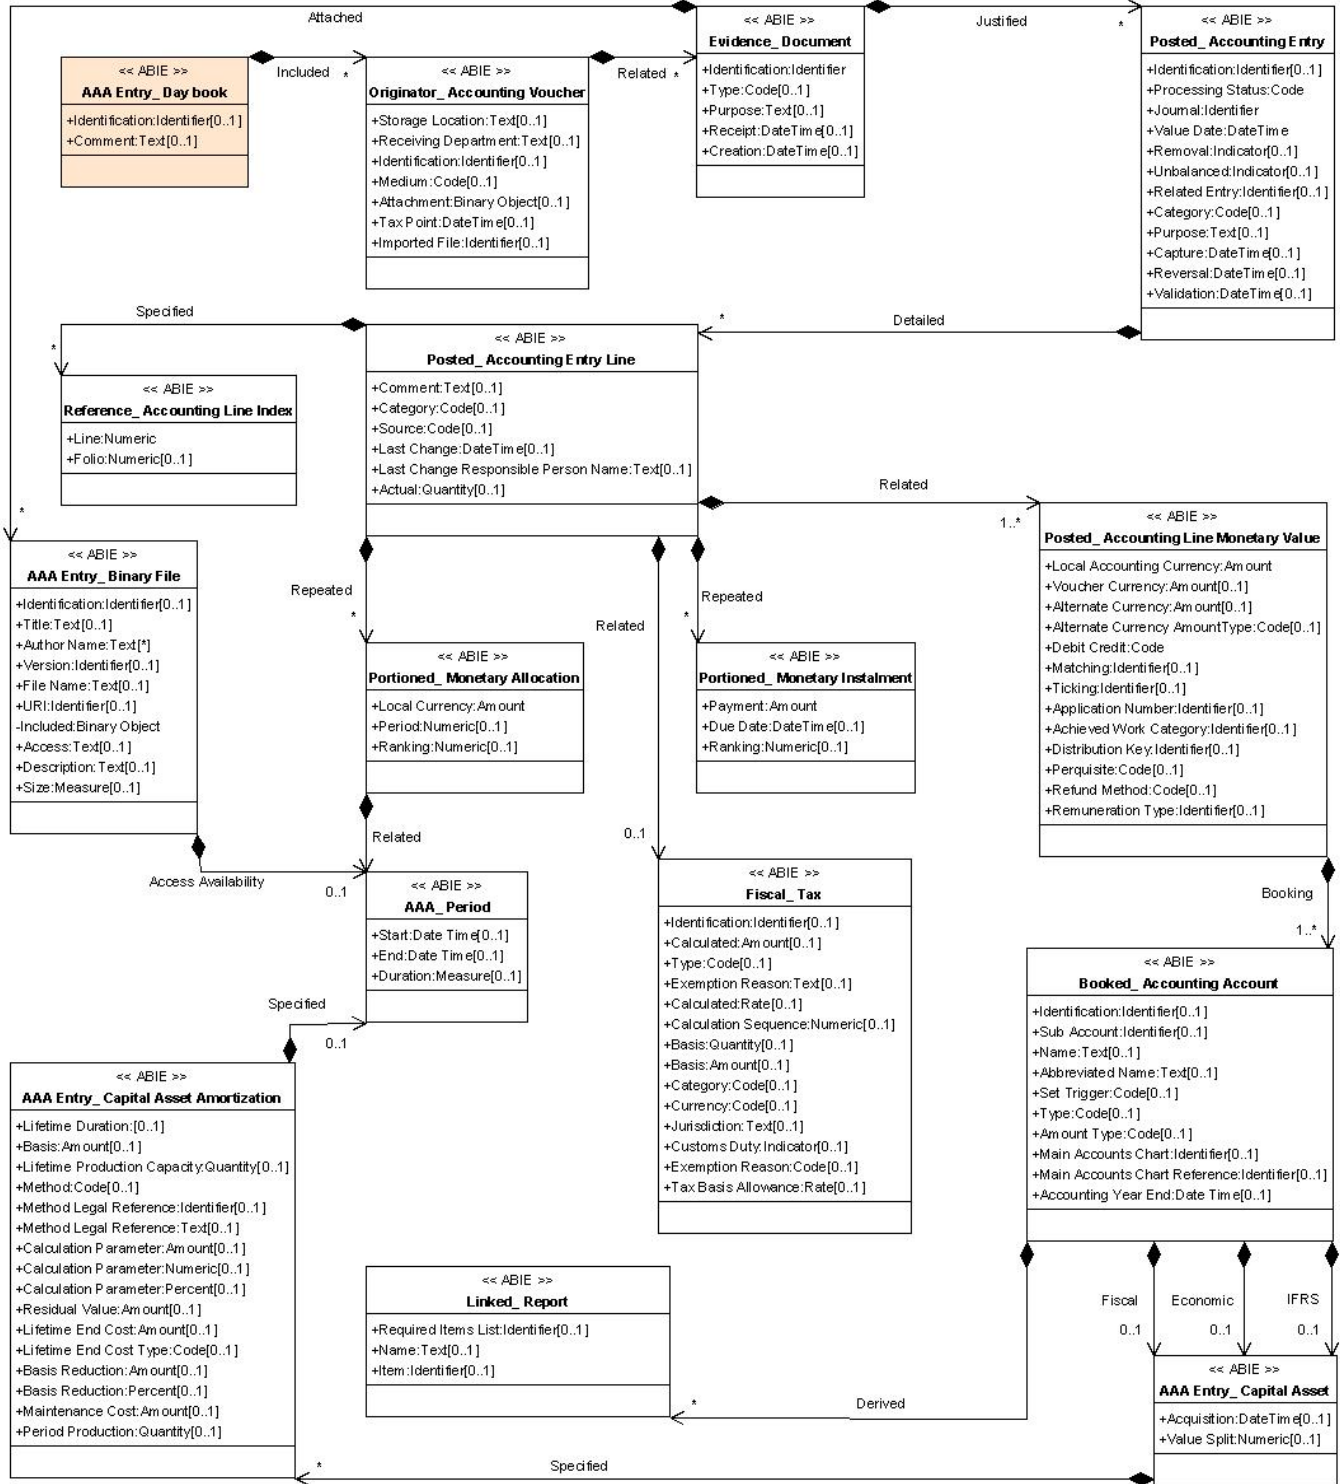 Attached
<< ABIE >>
Evidence_ Document
+Identification:Identifier
+Type:Code[0..1]
+Purpose:Text[0..1]
+Receipt:DateTime[0..1]
+Creation:DateTime[0..1]
Justified
*
<< ABIE >>
Posted_ Accounting Entry
+Identification:Identifier[0..1]
+Processing Status:Code
+Journal:Identifier
+Value Date:DateTime
+Removal:Indicator[0..1]
+Unbalanced:Indicator[0..1]
+Related Entry:Identifier[0..1]
+Category:Code[0..1]
+Purpose:Text[0..1]
+Capture:DateTime[0..1]
+Reversal:DateTime[0..1]
+Validation:DateTime[0..1]
<< ABIE >>
AAA Entry_ Day book
+Identification:Identifier[0..1]
+Comment:Text[0..1]
Included *
<< ABIE >>
Originator_ Accounting Voucher
+Storage Location:Text[0..1]
+Receiving Department:Text[0..1]
+Identification:Identifier[0..1]
+Medium:Code[0..1]
+Attachment:Binary Object[0..1]
+Tax Point:DateTime[0..1]
+Imported File:Identifier[0..1]
Related *
Specified
*
<< ABIE >>
Posted_ Accounting Entry Line
+Comment:Text[0..1]
+Category:Code[0..1]
+Source:Code[0..1]
+Last Change:DateTime[0..1]
+Last Change Responsible Person Name:Text[0..1]
+Actual:Quantity[0..1]
*
Detailed
<< ABIE >>
Reference_ Accounting Line Index
+Line:Numeric
+Folio:Numeric[0..1]
Related
1..*
*
<< ABIE >>
AAA Entry_ Binary File
+Identification:Identifier[0..1]
+Title:Text[0..1]
+Author Name:Text[*]
+Version:Identifier[0..1]
+File Name:Text[0..1]
+URI:Identifier[0..1]
-Included:Binary Object
+Access:Text[0..1]
+Description:Text[0..1]
+Size:Measure[0..1]
Repeated
*
Related
0..1
Repeated
*
<< ABIE >>
Posted_ Accounting Line Monetary Value
+Local Accounting Currency:Amount
+Voucher Currency:Amount[0..1]
+Alternate Currency:Amount[0..1]
+Alternate Currency AmountType:Code[0..1]
+Debit Credit:Code
+Matching:Identifier[0..1]
+Ticking:Identifier[0..1]
+Application Number:Identifier[0..1]
+Achieved Work Category:Identifier[0..1]
+Distribution Key:Identifier[0..1]
+Perquisite:Code[0..1]
+Refund Method:Code[0..1]
+Remuneration Type:Identifier[0..1]
<< ABIE >>
Portioned_ Monetary Allocation
+Local Currency:Amount
+Period:Numeric[0..1]
+Ranking:Numeric[0..1]
<< ABIE >>
Portioned_ Monetary Instalment
+Payment:Amount
+Due Date:DateTime[0..1]
+Ranking:Numeric[0..1]
Related
Access Availability
0..1
<< ABIE >>
AAA_ Period
+Start:Date Time[0..1]
+End:Date Time[0..1]
+Duration:Measure[0..1]
<< ABIE >>
Fiscal_ Tax
+Identification:Identifier[0..1]
+Calculated:Amount[0..1]
+Type:Code[0..1]
+Exemption Reason:Text[0..1]
+Calculated:Rate[0..1]
+Calculation Sequence:Numeric[0..1]
+Basis:Quantity[0..1]
+Basis:Amount[0..1]
+Category:Code[0..1]
+Currency:Code[0..1]
+Jurisdiction:Text[0..1]
+Customs Duty:Indicator[0..1]
+Exemption Reason:Code[0..1]
+Tax Basis Allowance:Rate[0..1]
Booking
1..*
<< ABIE >>
Booked_ Accounting Account
+Identification:Identifier[0..1]
+Sub Account:Identifier[0..1]
+Name:Text[0..1]
+Abbreviated Name:Text[0..1]
+Set Trigger:Code[0..1]
+Type:Code[0..1]
+Amount Type:Code[0..1]
+Main Accounts Chart:Identifier[0..1]
+Main Accounts Chart Reference:Identifier[0..1]
+Accounting Year End:Date Time[0..1]
Specified
0..1
<< ABIE >>
AAA Entry_ Capital Asset Amortization
+Lifetime Duration:[0..1]
+Basis:Amount[0..1]
+Lifetime Production Capacity:Quantity[0..1]
+Method:Code[0..1]
+Method Legal Reference:Identifier[0..1]
+Method Legal Reference:Text[0..1]
+Calculation Parameter:Amount[0..1]
+Calculation Parameter:Numeric[0..1]
+Calculation Parameter:Percent[0..1]
+Residual Value:Amount[0..1]
+Lifetime End Cost:Amount[0..1]
+Lifetime End Cost Type:Code[0..1]
+Basis Reduction:Amount[0..1]
+Basis Reduction:Percent[0..1]
+Maintenance Cost:Amount[0..1]
+Period Production:Quantity[0..1]
<< ABIE >>
Linked_ Report
+Required Items List:Identifier[0..1]
+Name:Text[0..1]
+Item:Identifier[0..1]
* Derived
Fiscal
0..1
Economic
0..1
IFRS
0..1
<< ABIE >>
AAA Entry_ Capital Asset
+Acquisition:DateTime[0..1]
+Value Split:Numeric[0..1]
* Specified